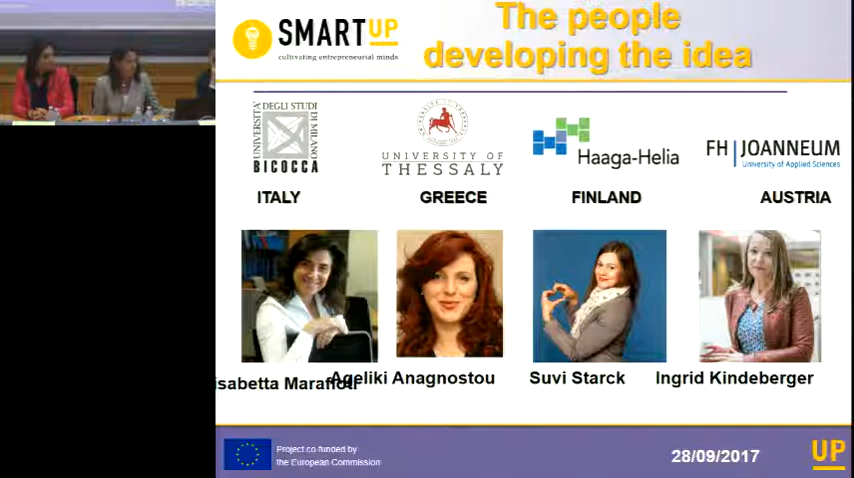 SMARTUP
cultivating entrepreneurial minds
The people
developing the idea
UNIVERSITÀ
DEGLI STUDI
DI MILANO
BICOCCA
UNIVERSITY OF
THESSALY
Haaga-Helia
FH JOANNEUM
University of Applied Sciences
ITALY
GREECE
FINLAND
AUSTRIA
isabetta Marafioti
Ageliki Anagnostou
Suvi Starck
Ingrid Kindeberger
Project co-funded by
the European Commission
28/09/2017
UP